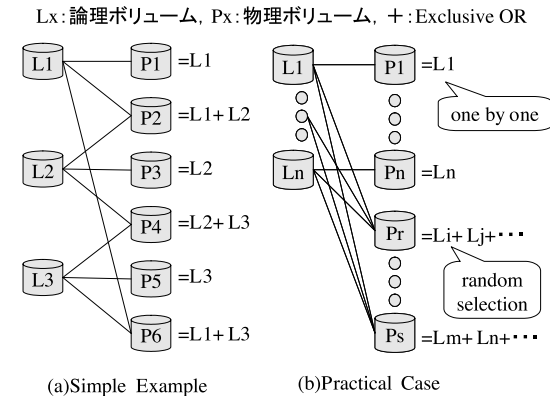 Lx:論理ボリューム, Px:物理ボリューム, +:Exclusive OR
L1
P1
=L1
P2
=L1+L2
L2
P3
=L2
P4
=L2+L3
L3
P5
=L3
P6
=L1+L3
(a)Simple Example
L1
P1
=L1
one by one
Ln
Pn
=Ln
Pr
=Li+Lj+･･･
random
selection
Ps
=Lm+Ln+･･･
(b)Practical Case